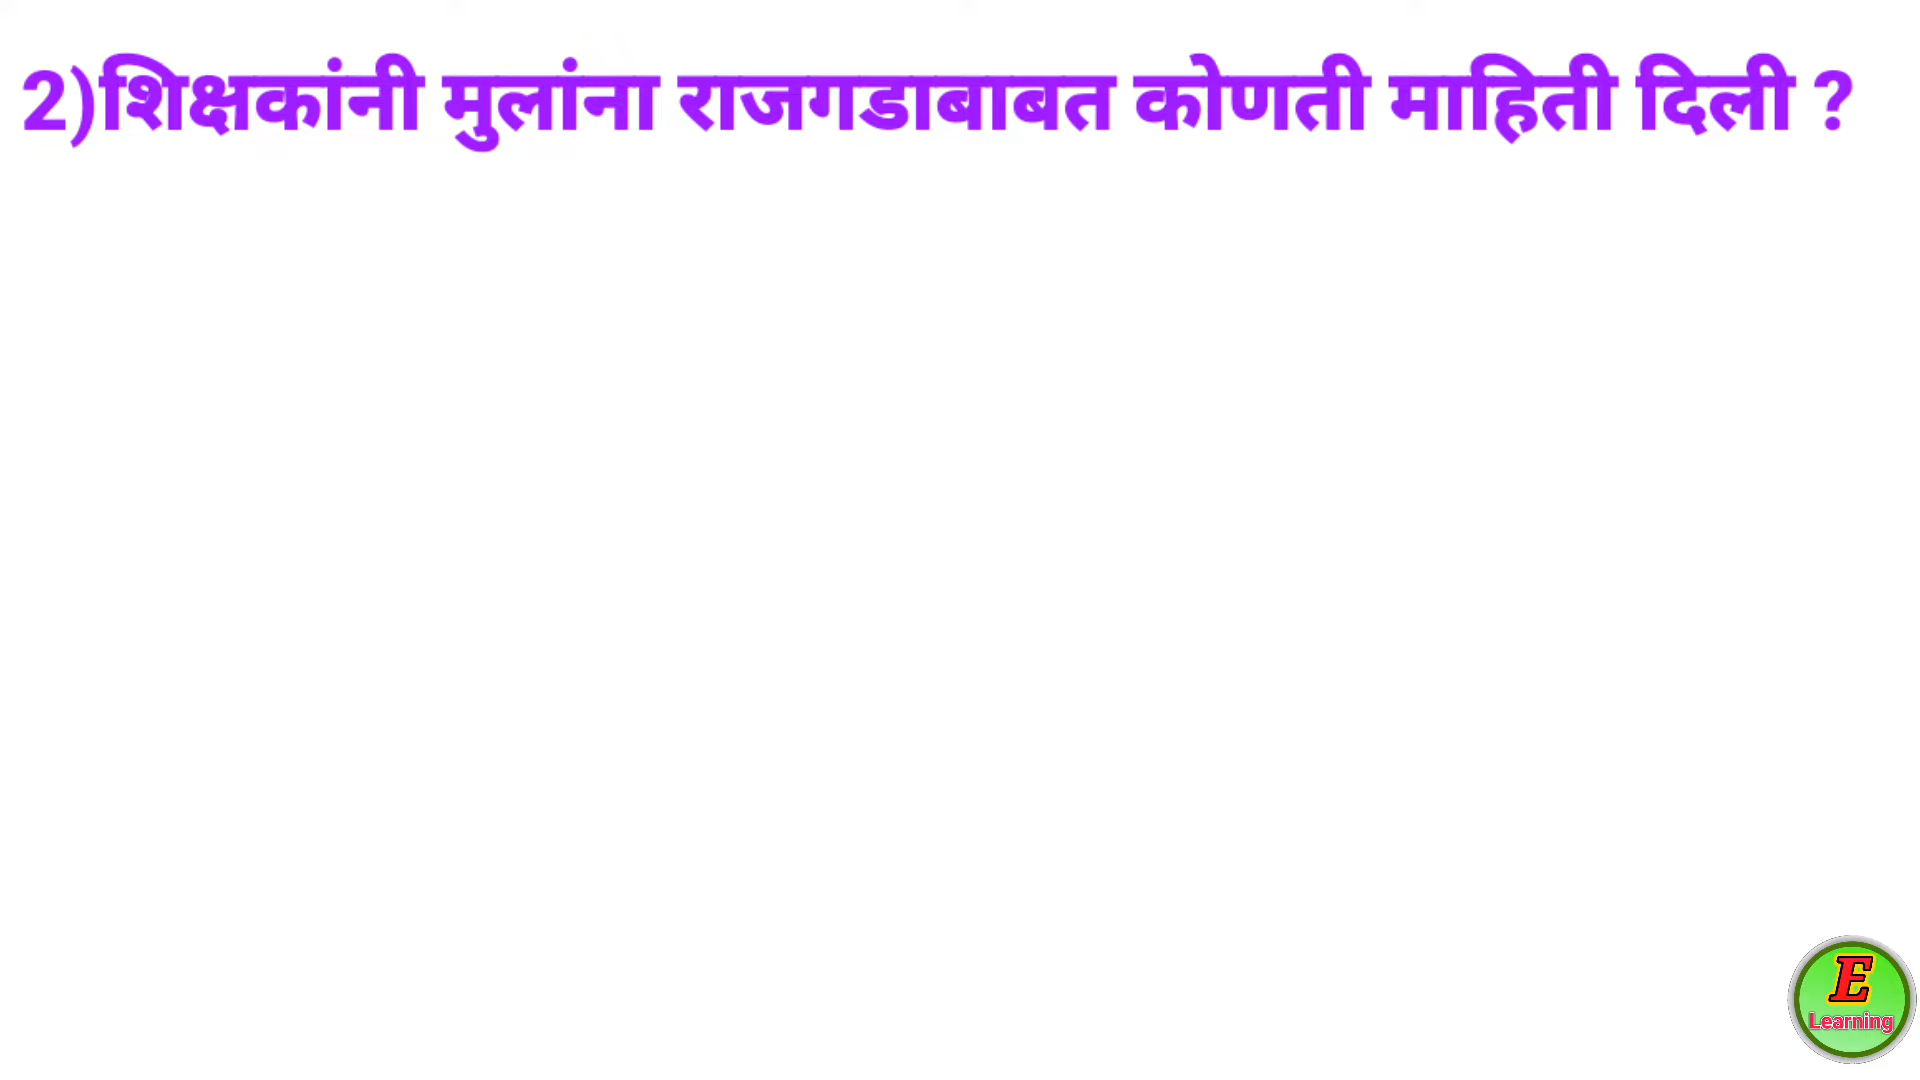 2)शिक्षकांनी मुलांना राजगडाबाबत कोणती माहिती दिली ?
E
Learning